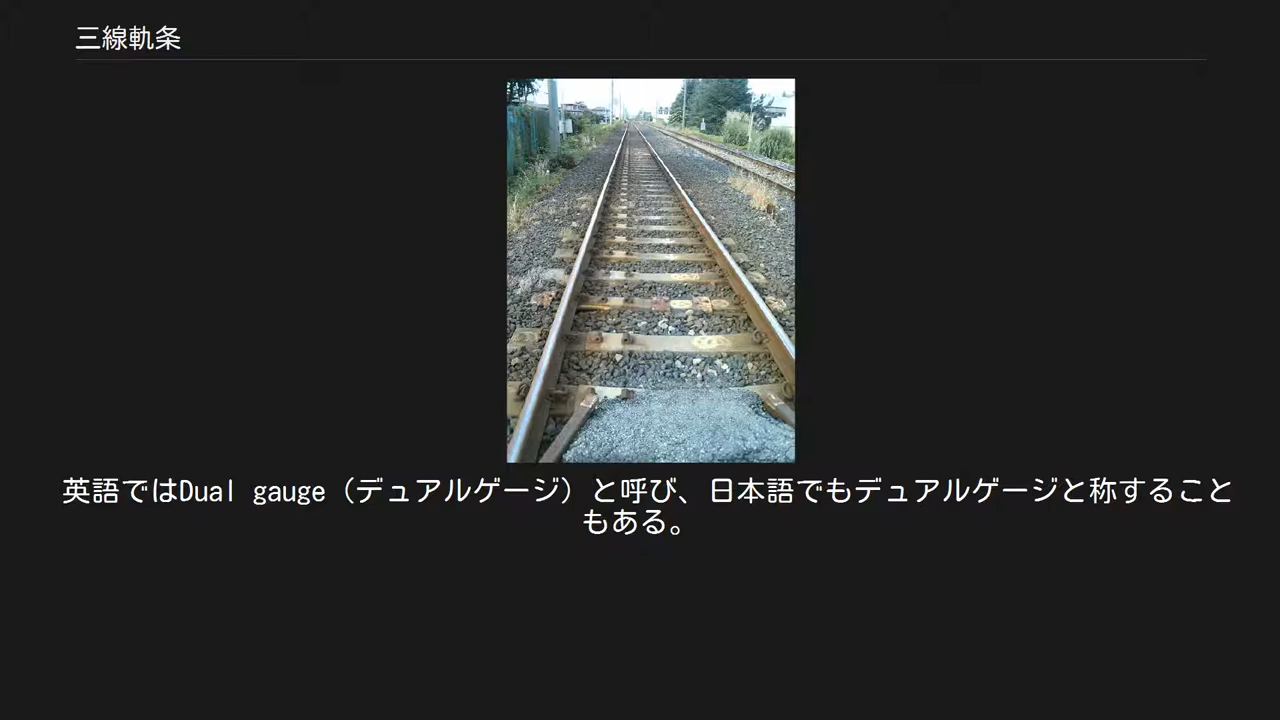 三線軌条
英語ではDual gauge（デュアルゲージ）と呼び、日本語でもデュアルゲージと称すること
もある。